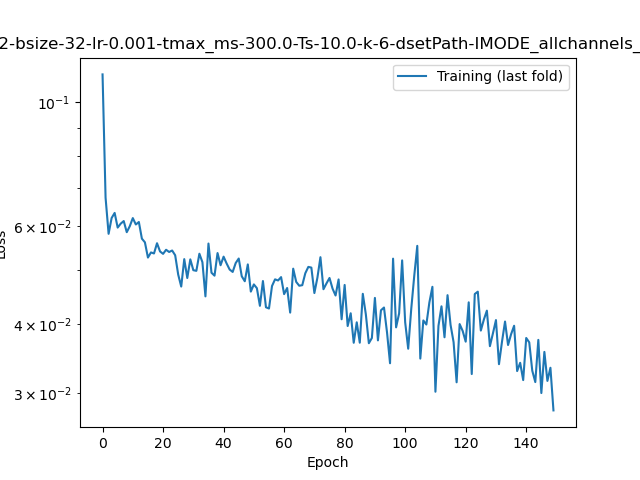 2-bsize-32-lr-0.001-tmax_ms-300.0-Ts-10.0-k-6-dsetPath-IMODE_allchannels_
Training (last fold)
10⁻¹
6 × 10⁻²
4 × 10⁻²
3 × 10⁻²
Loss
0 20 40 60 80 100 120 140
Epoch